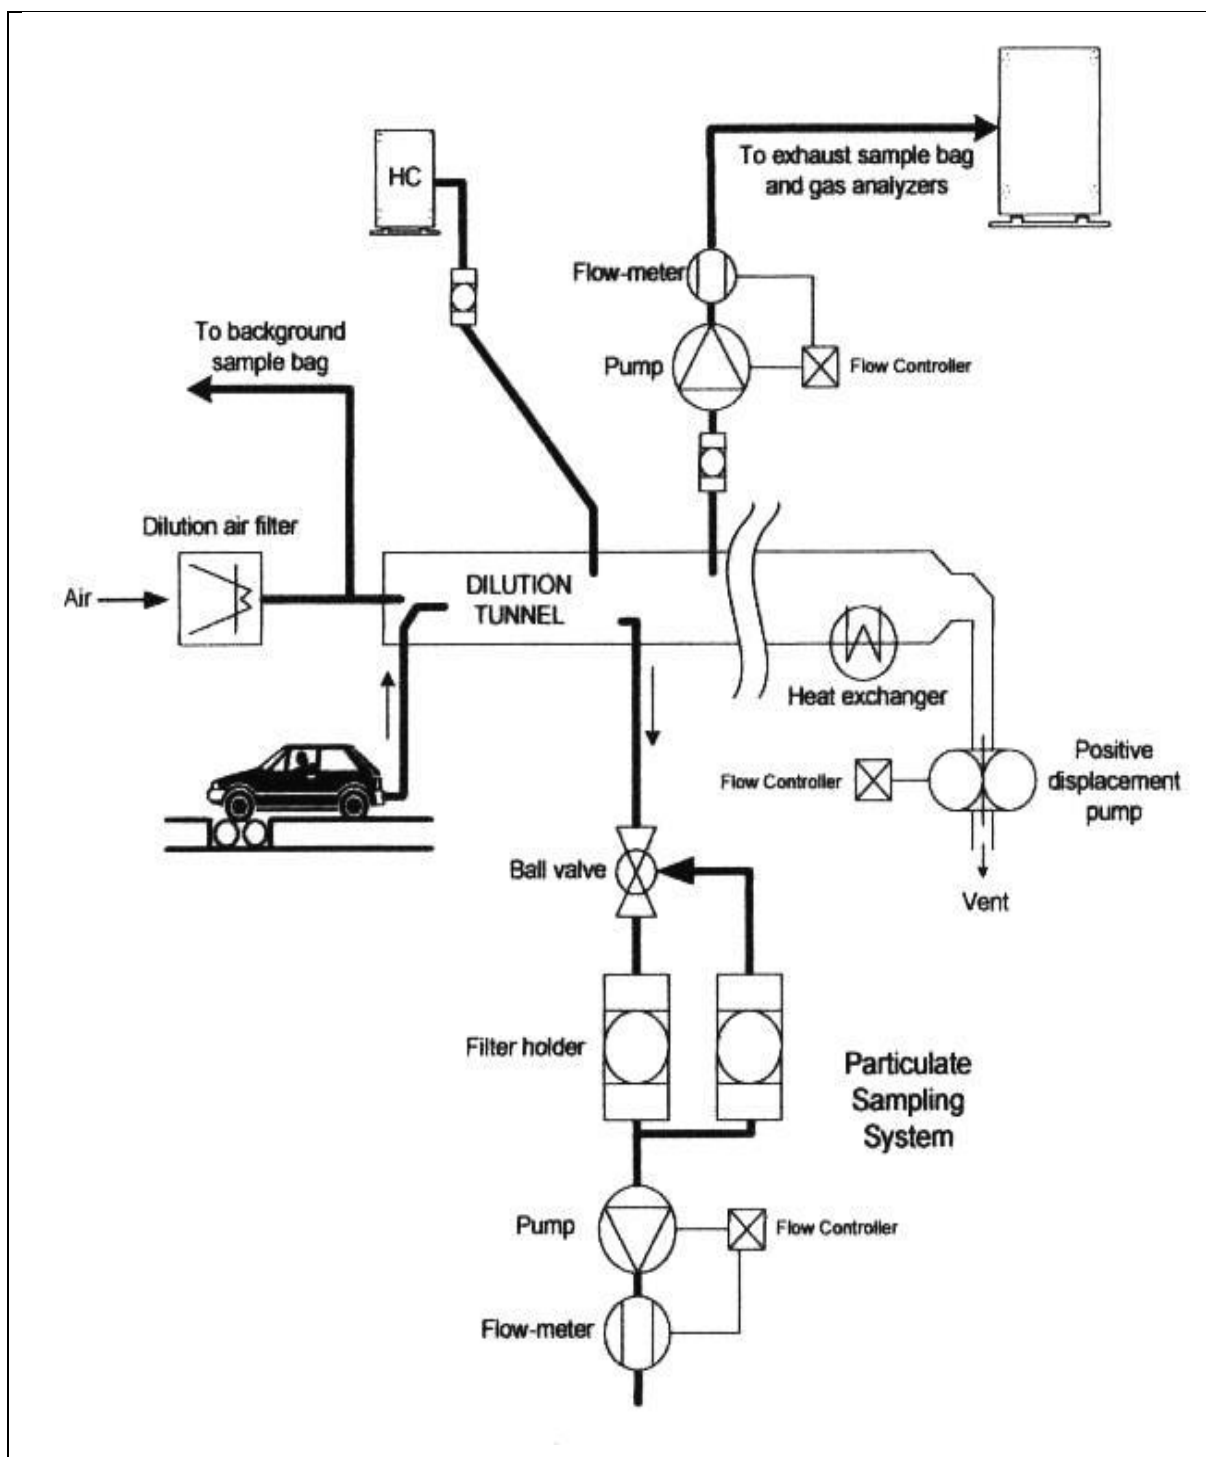 HC
To exhaust sample bag
and gas analyzers
Flow-meter
To background
sample bag
Pump
Flow Controller
Dilution air filter
Air
DILUTION
TUNNEL
Heat exchanger
Flow Controller
Positive
displacement
pump
Ball valve
Vent
Filter holder
Particulate
Sampling
System
Pump
Flow Controller
Flow-meter